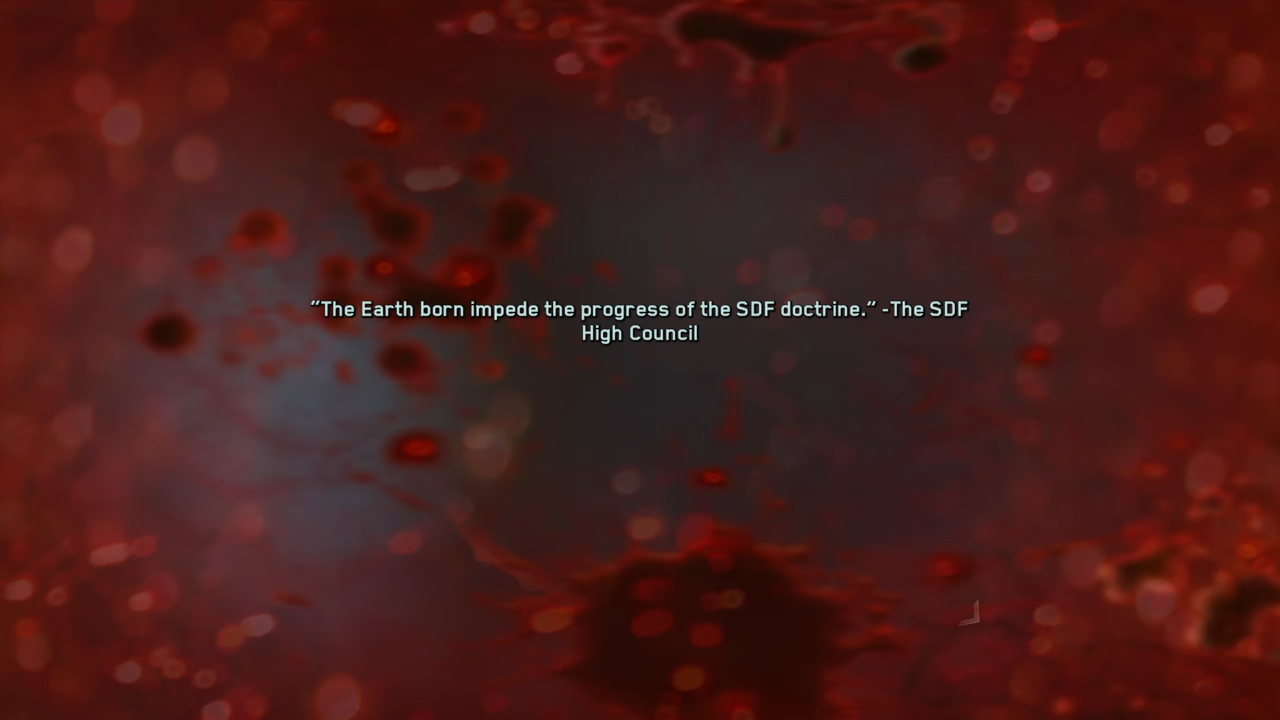 “The Earth born impede the progress of the SDF doctrine.” -The SDF
High Council